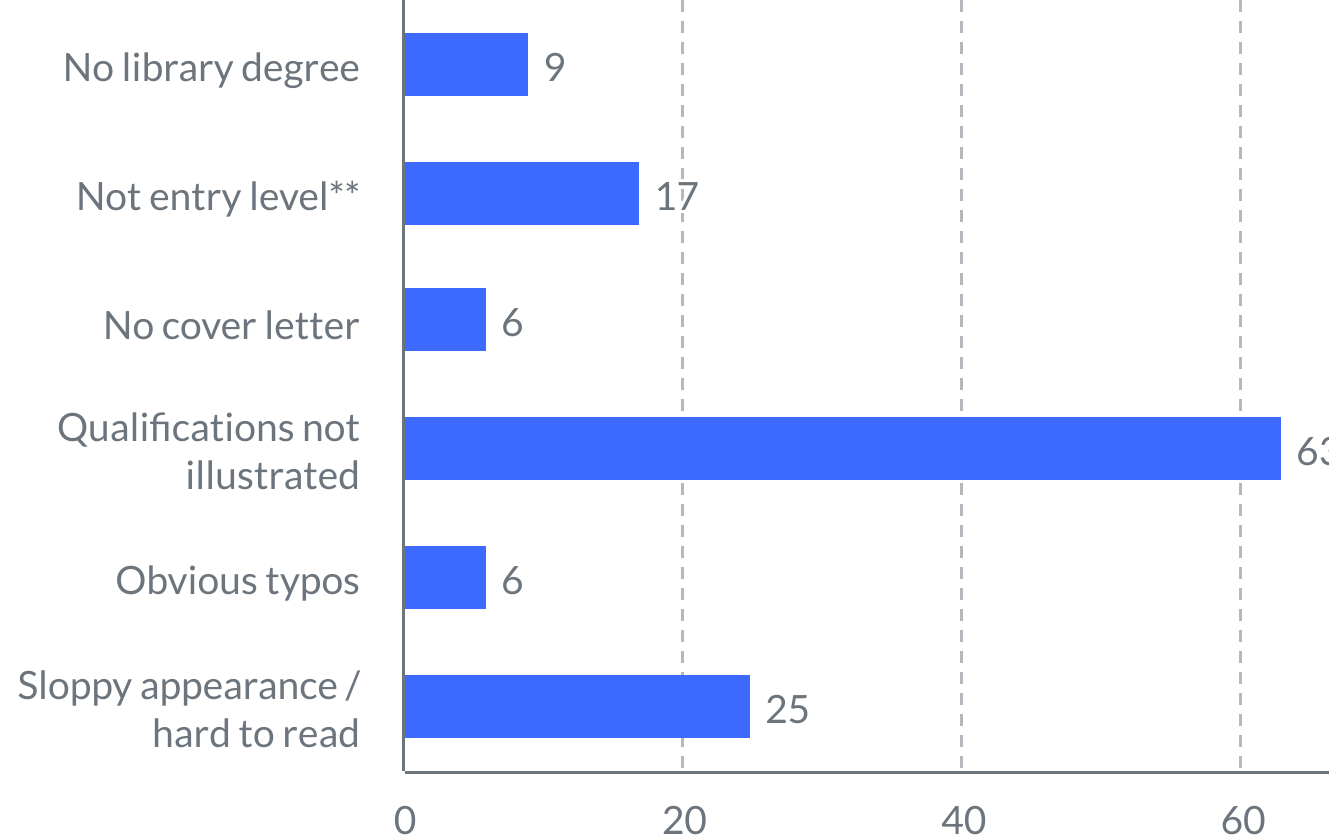 No library degree 9
Not entry level** 17
No cover letter 6
Qualifications not
illustrated 63
Obvious typos 6
Sloppy appearance /
hard to read 25
0 20 40 60